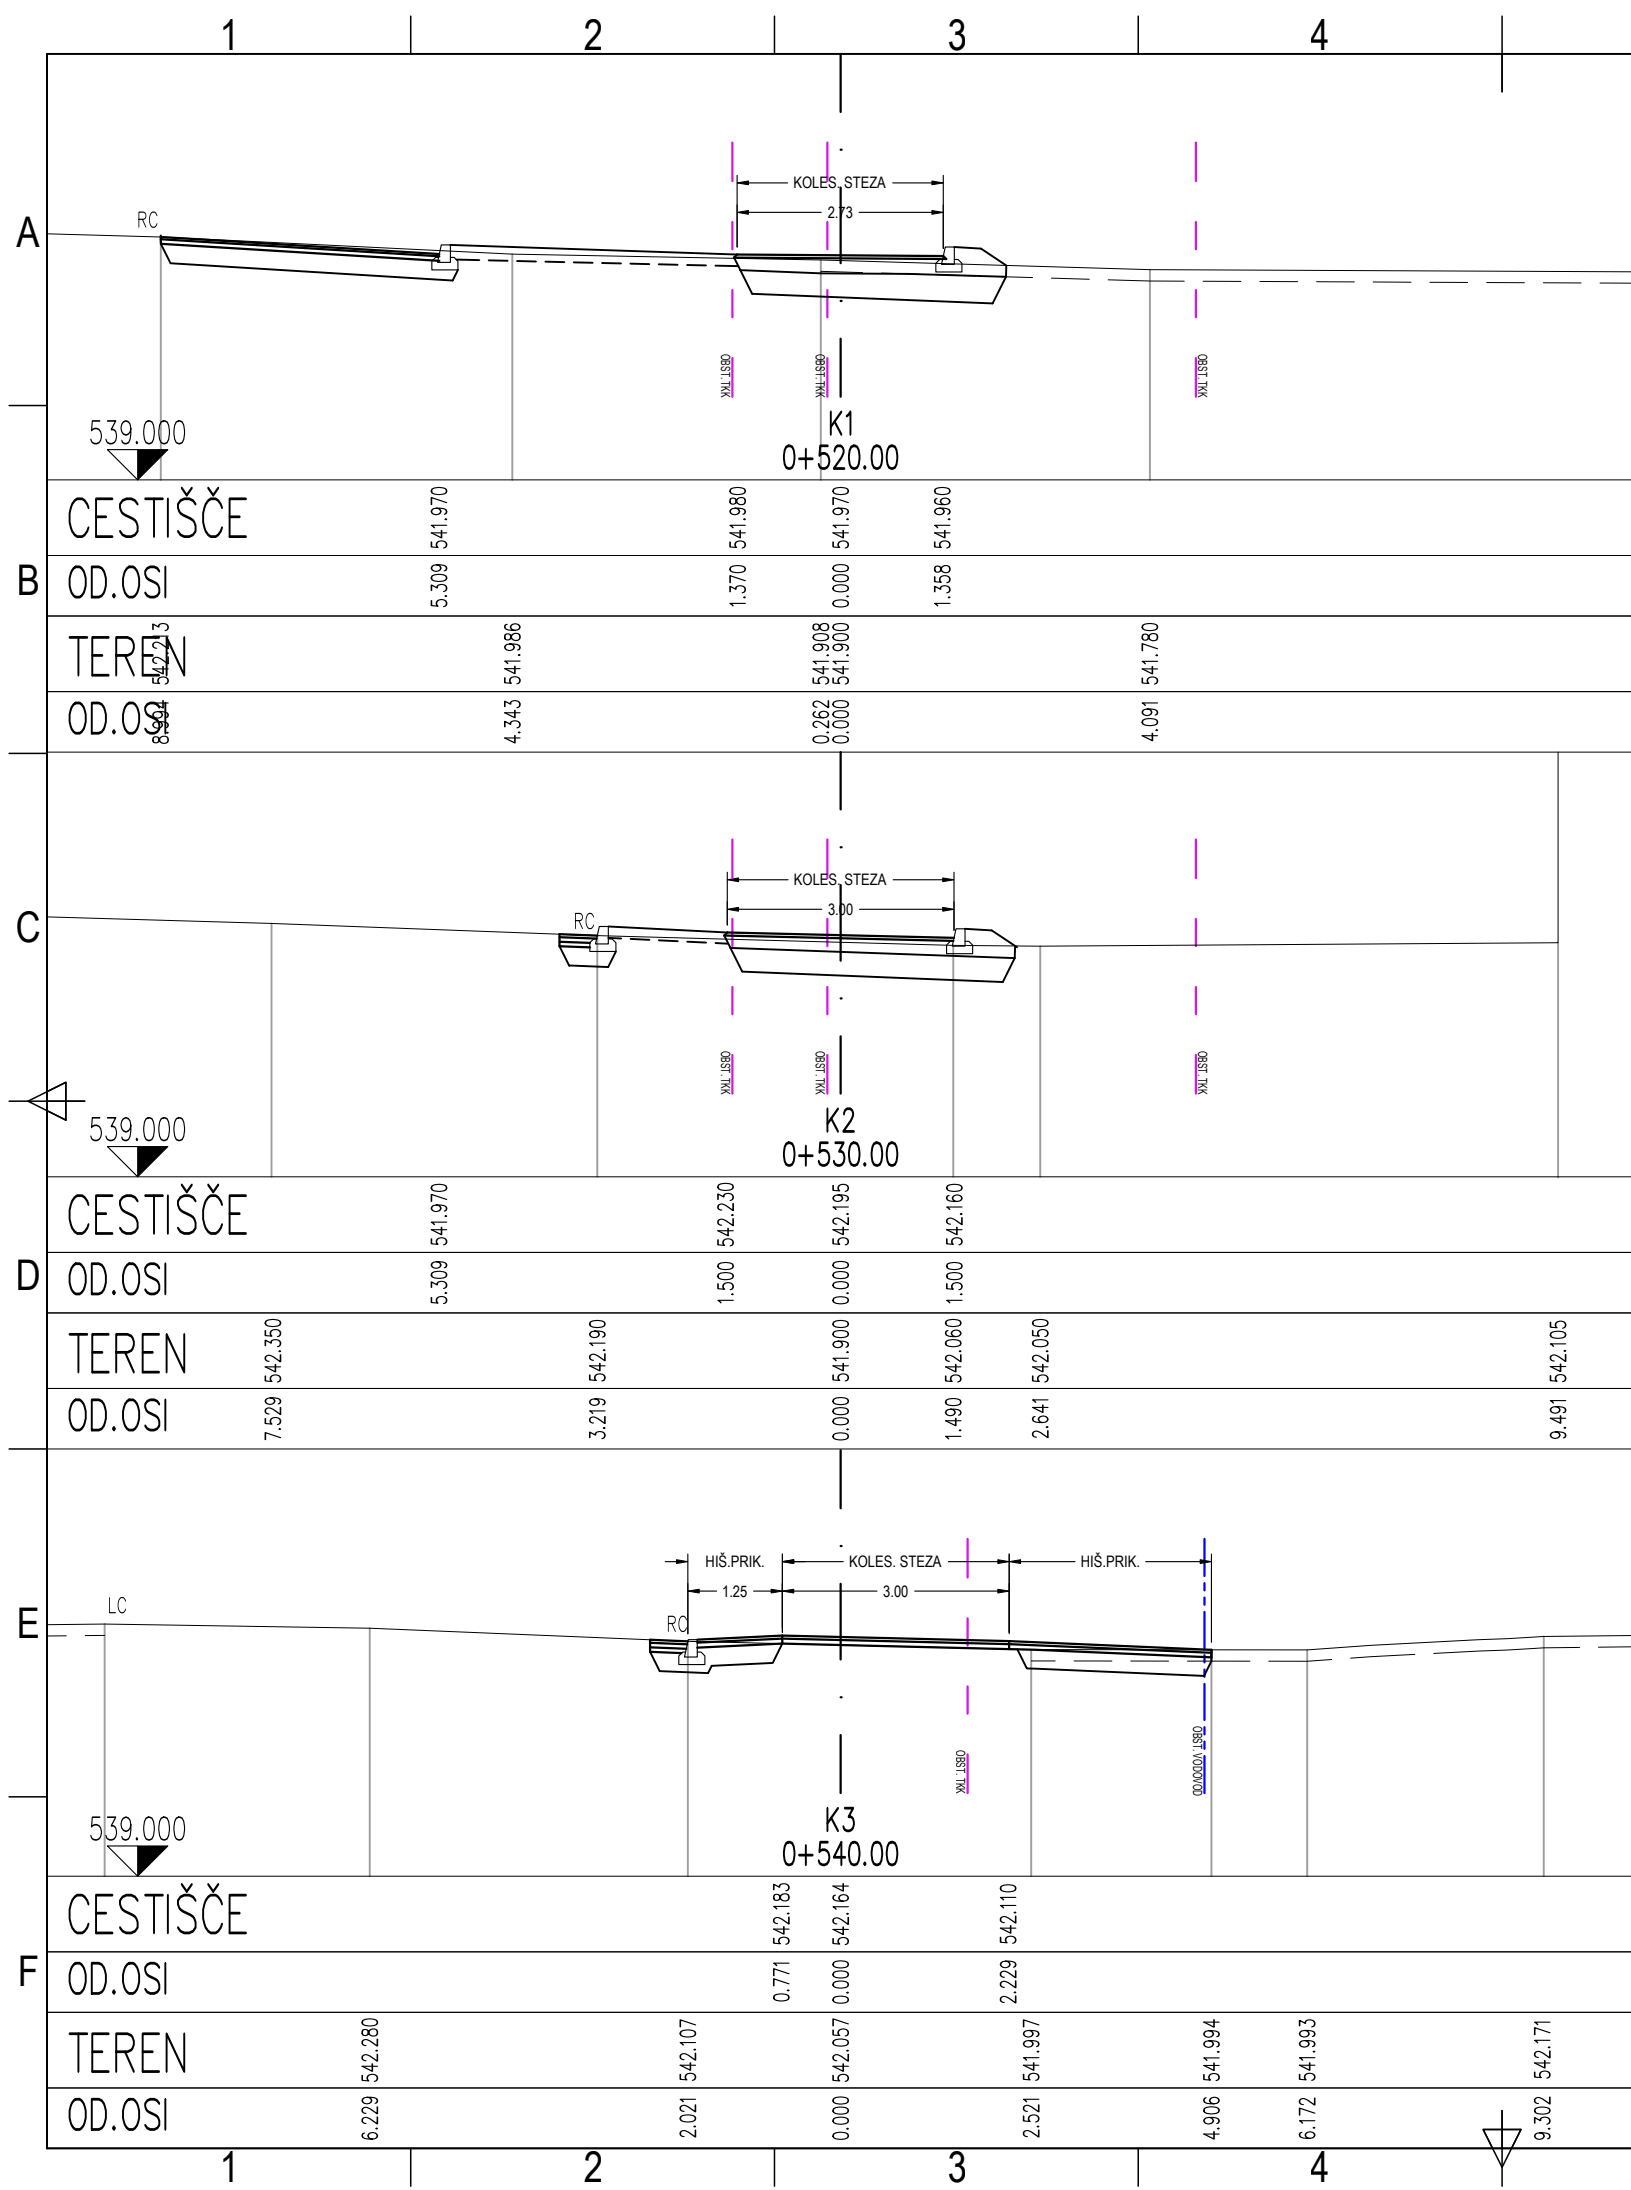 1 2 3 4
A
RC
KOLES. STEZA
2.73
OBST.TKK OBST.TKK OBST.TKK
539.000
K1
0+520.00
CESTIŠČE 541.970 541.980 541.970 541.960
B
OD.OSI 5.309 1.370 0.000 1.358
TEREN 542.213 541.986 541.908 541.900 541.780
OD.OSI 8.994 4.343 0.262 0.000 4.091
C
RC
KOLES. STEZA
3.00
OBST.TKK OBST.TKK OBST.TKK
539.000
K2
0+530.00
CESTIŠČE 541.970 542.230 542.195 542.160
D
OD.OSI 5.309 1.500 0.000 1.500
TEREN 542.350 542.190 541.900 542.060 542.050 542.105
OD.OSI 7.529 3.219 0.000 1.490 2.641 9.491
E
LC
RC
HIŠ.PRIK. KOLES. STEZA HIŠ.PRIK.
1.25 3.00
OBST.TKK OBST.VODOVOD
539.000
K3
0+540.00
CESTIŠČE 542.183 542.164 542.110
F
OD.OSI 0.771 0.000 2.229
TEREN 542.280 542.107 542.057 541.997 541.994 541.993 542.171
OD.OSI 6.229 2.021 0.000 2.521 4.906 6.172 9.302
1 2 3 4